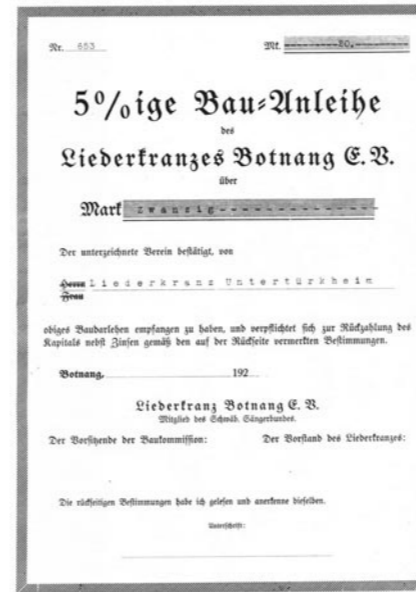 Nr. 653 Mk. --------20.--------
5%ige Bau-Anleihe
des
Liederkranzes Botnang E. V.
über
Mark zwanzig--------------------
Der unterzeichnete Verein bestätigt, von
Herrn Liederkranz Untertürkheim
Frau
obiges Baudarlehen empfangen zu haben, und verpflichtet sich zur Rückzahlung des
Kapitals nebst Zinsen gemäß den auf der Rückseite vermerkten Bestimmungen.
Botnang, 192
Liederkranz Botnang E. V.
Mitglied des Schwäb. Sängerbundes.
Der Vorsitzende der Baukommission: Der Vorstand des Liederkranzes:
Die rückseitigen Bestimmungen habe ich gelesen und anerkenne dieselben.
Unterschrift: